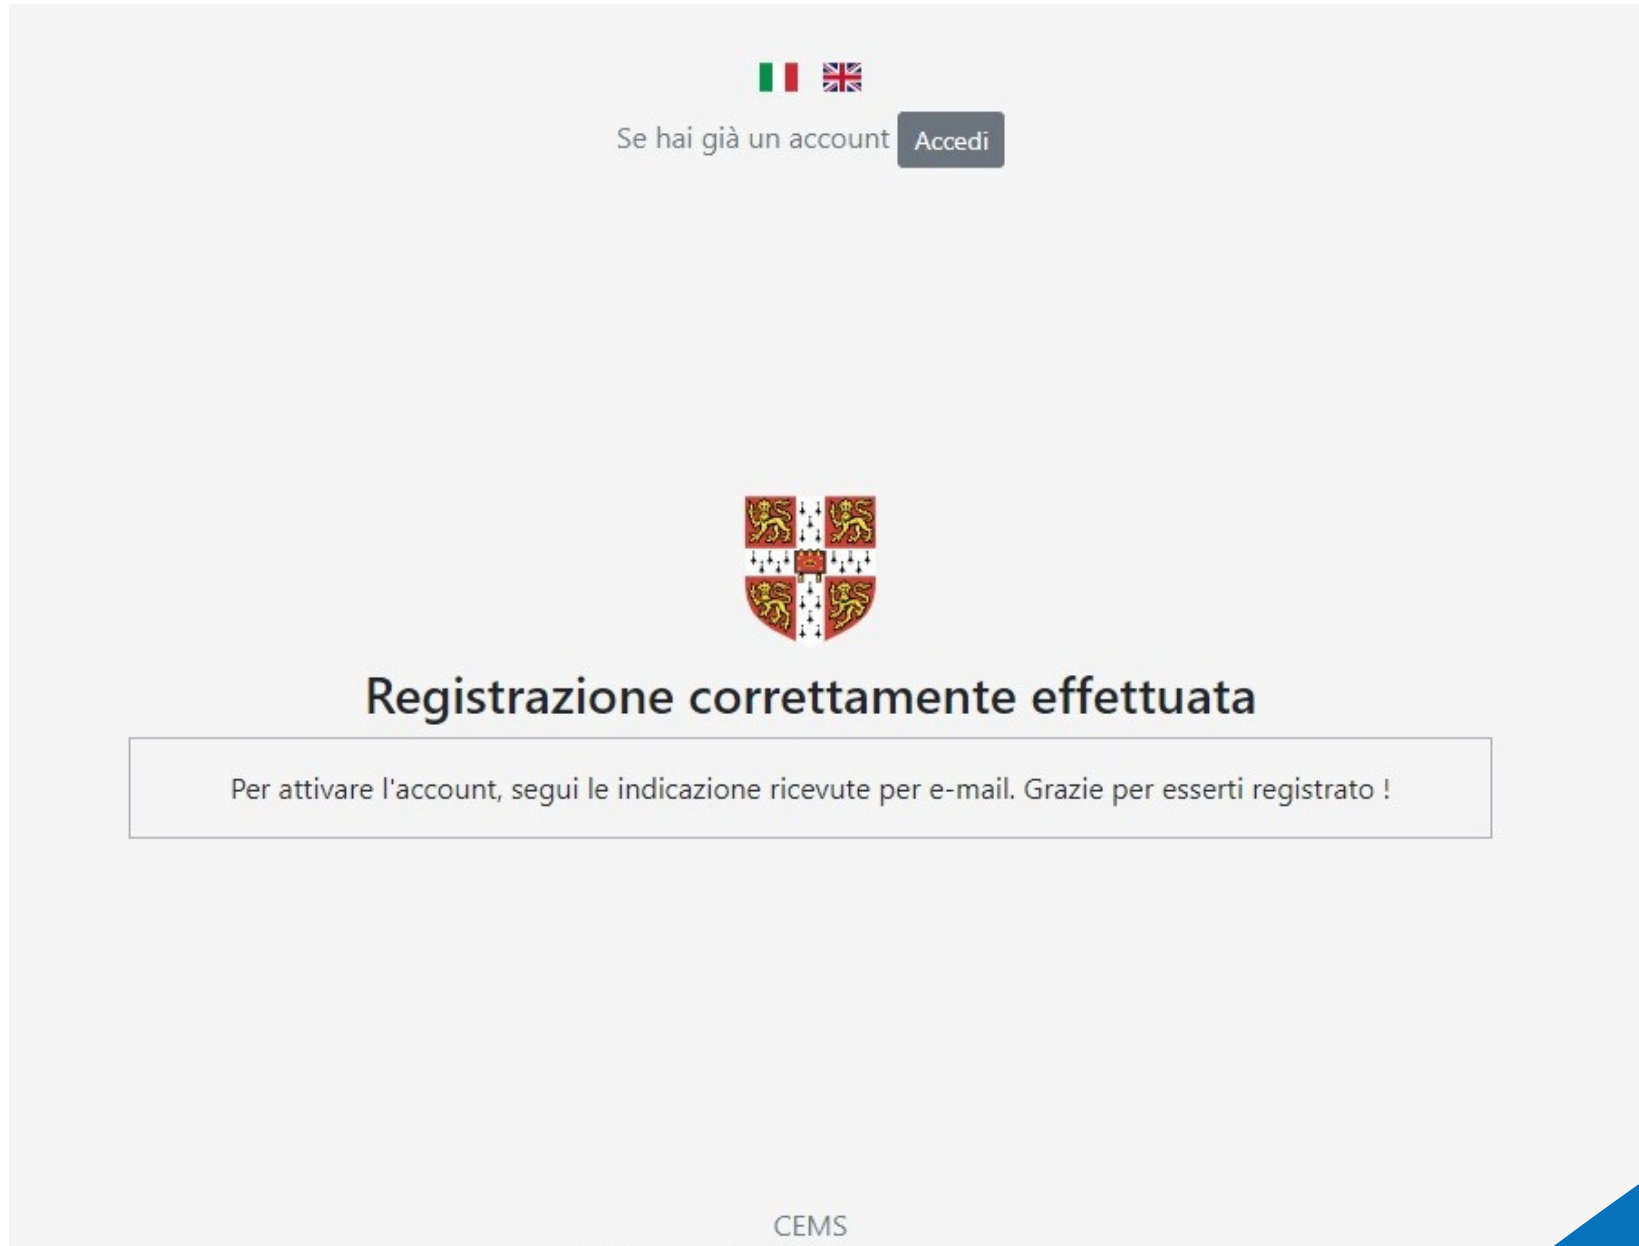 Se hai già un account Accedi
Registrazione correttamente effettuata
Per attivare l'account, segui le indicazione ricevute per e-mail. Grazie per esserti registrato !
CEMS